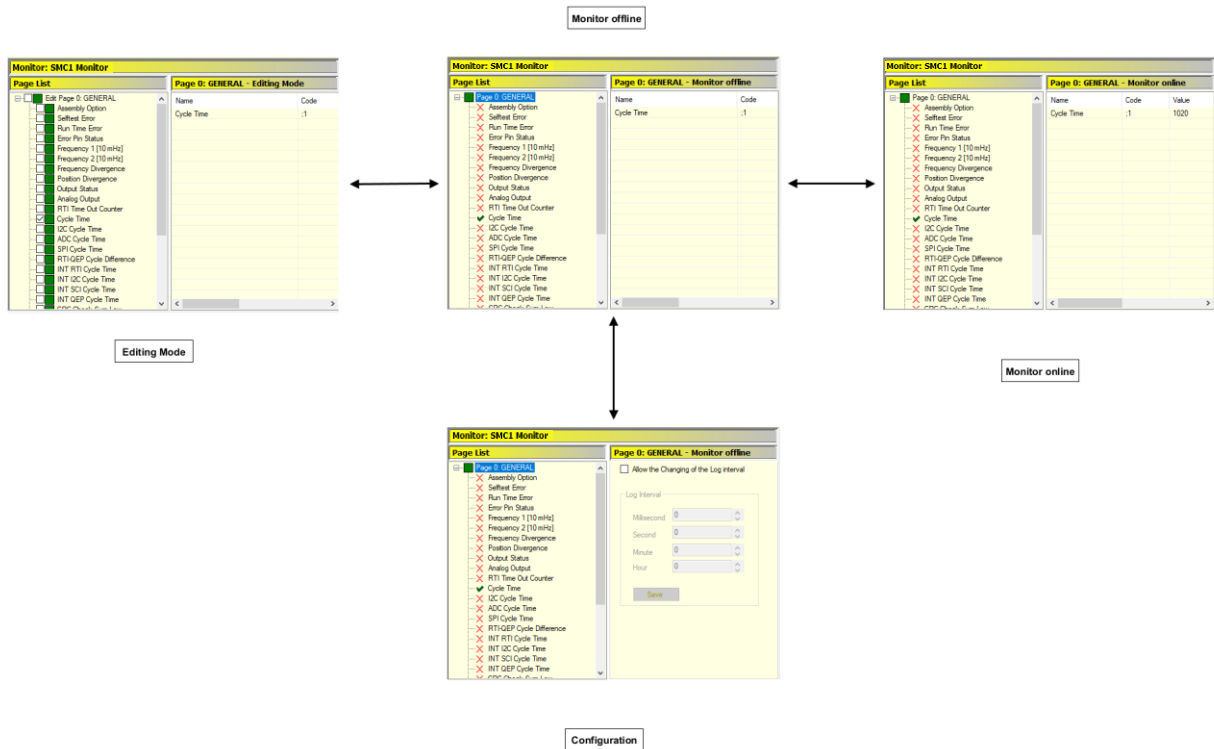 Monitor offline
Monitor: SMC1 Monitor
Page List
Page 0: GENERAL - Editing Mode
Edit Page 0: GENERAL
Assembly Option
Selftest Error
Run Time Error
Error Pin Status
Frequency 1 [10 mHz]
Frequency 2 [10 mHz]
Frequency Divergence
Position Divergence
Output Status
Analog Output
RTI Time Out Counter
Cycle Time
I2C Cycle Time
ADC Cycle Time
SPI Cycle Time
RTI-QEP Cycle Difference
INT RTI Cycle Time
INT I2C Cycle Time
INT SCI Cycle Time
INT QEP Cycle Time
Name Code
Cycle Time :1
Editing Mode
Monitor: SMC1 Monitor
Page List
Page 0: GENERAL - Monitor offline
Page 0: GENERAL
Assembly Option
Selftest Error
Run Time Error
Error Pin Status
Frequency 1 [10 mHz]
Frequency 2 [10 mHz]
Frequency Divergence
Position Divergence
Output Status
Analog Output
RTI Time Out Counter
Cycle Time
I2C Cycle Time
ADC Cycle Time
SPI Cycle Time
RTI-QEP Cycle Difference
INT RTI Cycle Time
INT I2C Cycle Time
INT SCI Cycle Time
INT QEP Cycle Time
Name Code
Cycle Time :1
Monitor: SMC1 Monitor
Page List
Page 0: GENERAL - Monitor online
Page 0: GENERAL
Assembly Option
Selftest Error
Run Time Error
Error Pin Status
Frequency 1 [10 mHz]
Frequency 2 [10 mHz]
Frequency Divergence
Position Divergence
Output Status
Analog Output
RTI Time Out Counter
Cycle Time
I2C Cycle Time
ADC Cycle Time
SPI Cycle Time
RTI-QEP Cycle Difference
INT RTI Cycle Time
INT I2C Cycle Time
INT SCI Cycle Time
INT QEP Cycle Time
Name Code Value
Cycle Time :1 1020
Monitor online
Monitor: SMC1 Monitor
Page List
Page 0: GENERAL - Monitor offline
Page 0: GENERAL
Assembly Option
Selftest Error
Run Time Error
Error Pin Status
Frequency 1 [10 mHz]
Frequency 2 [10 mHz]
Frequency Divergence
Position Divergence
Output Status
Analog Output
RTI Time Out Counter
Cycle Time
I2C Cycle Time
ADC Cycle Time
SPI Cycle Time
RTI-QEP Cycle Difference
INT RTI Cycle Time
INT I2C Cycle Time
INT SCI Cycle Time
INT QEP Cycle Time
Allow the Changing of the Log interval
Log Interval
Millisecond 0
Second 0
Minute 0
Hour 0
Save
Configuration